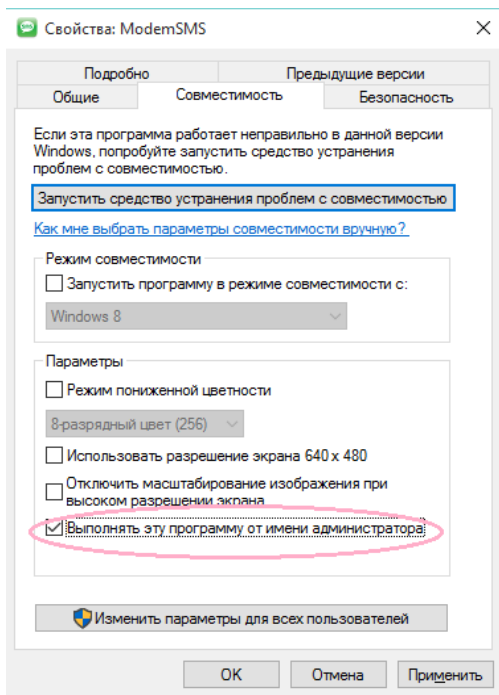 Свойства: ModemSMS
Подробно
Предыдущие версии
Общие
Совместимость
Безопасность
Если эта программа работает неправильно в данной версии
Windows, попробуйте запустить средство устранения
проблем с совместимостью.
Запустить средство устранения проблем с совместимостью
Как мне выбрать параметры совместимости вручную?
Режим совместимости
Запустить программу в режиме совместимости с:
Windows 8
Параметры
Режим пониженной цветности
8-разрядный цвет (256)
Использовать разрешение экрана 640 x 480
Отключить масштабирование изображения при
высоком разрешении экрана
Выполнять эту программу от имени администратора
Изменить параметры для всех пользователей
OK
Отмена
Применить